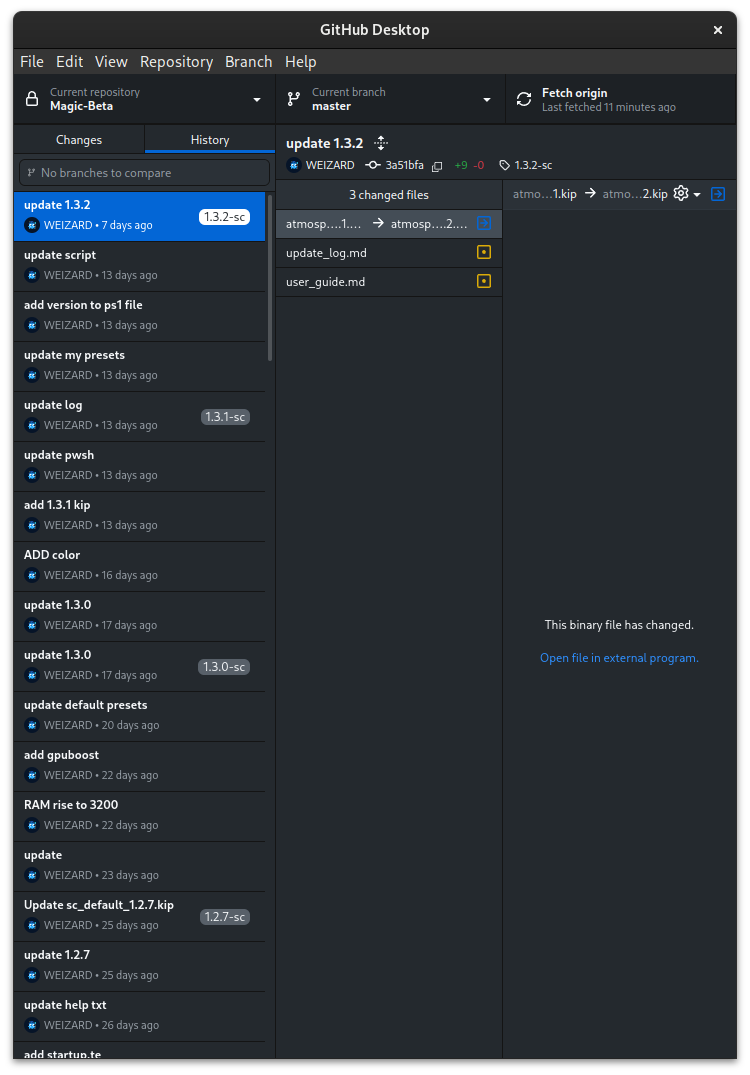 GitHub Desktop
File Edit View Repository Branch Help
Current repository
Magic-Beta
Current branch
master
Fetch origin
Last fetched 11 minutes ago
Changes
History
No branches to compare
update 1.3.2
WEIZARD • 7 days ago
1.3.2-sc
update script
WEIZARD • 13 days ago
add version to ps1 file
WEIZARD • 13 days ago
update my presets
WEIZARD • 13 days ago
update log
WEIZARD • 13 days ago
1.3.1-sc
update pwsh
WEIZARD • 13 days ago
add 1.3.1 kip
WEIZARD • 13 days ago
ADD color
WEIZARD • 16 days ago
update 1.3.0
WEIZARD • 17 days ago
update 1.3.0
WEIZARD • 17 days ago
1.3.0-sc
update default presets
WEIZARD • 20 days ago
add gpuboost
WEIZARD • 22 days ago
RAM rise to 3200
WEIZARD • 22 days ago
update
WEIZARD • 23 days ago
Update sc_default_1.2.7.kip
WEIZARD • 25 days ago
1.2.7-sc
update 1.2.7
WEIZARD • 25 days ago
update help txt
WEIZARD • 26 days ago
add startup.te
update 1.3.2
WEIZARD 3a51bfa +9 -0 1.3.2-sc
3 changed files
atmosp....1.... → atmosp....2....
update_log.md
user_guide.md
atmo...1.kip → atmo...2.kip
This binary file has changed.
Open file in external program.